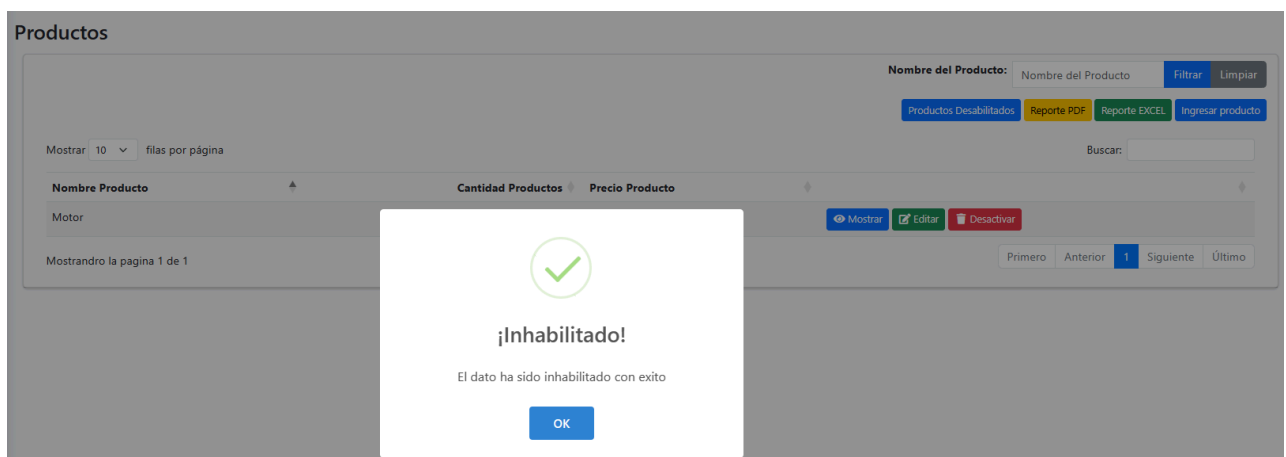 Productos
Nombre del Producto: Nombre del Producto Filtrar Limpiar
Productos Desabilitados Reporte PDF Reporte EXCEL Ingresar producto
Mostrar 10 filas por página Buscar:
Nombre Producto Cantidad Productos Precio Producto
Motor Mostrar Editar Desactivar
Mostrandro la pagina 1 de 1 Primero Anterior 1 Siguiente Último
¡Inhabilitado!
El dato ha sido inhabilitado con exito
OK